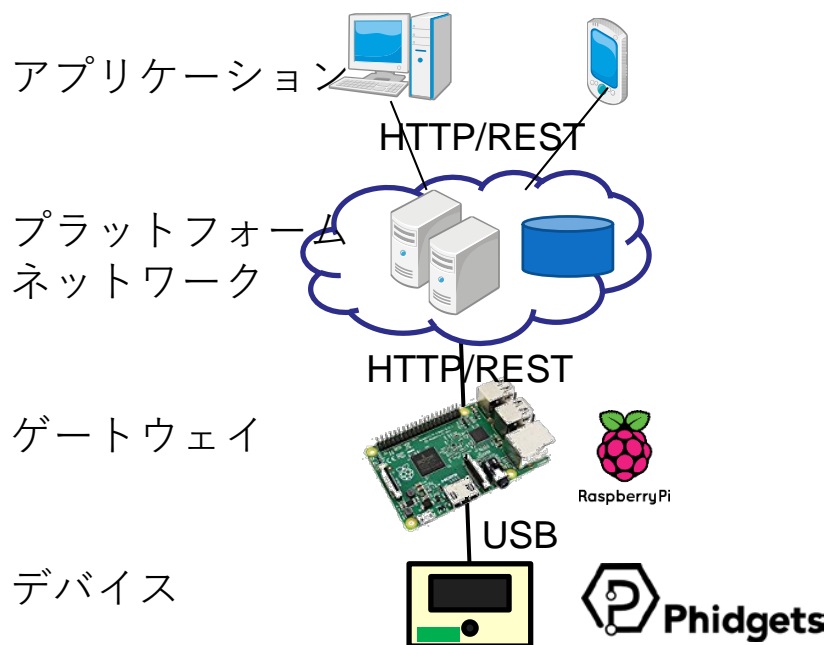 アプリケーション
HTTP/REST
プラットフォーム
ネットワーク
HTTP/REST
ゲートウェイ
RaspberryPi
USB
デバイス
Phidgets